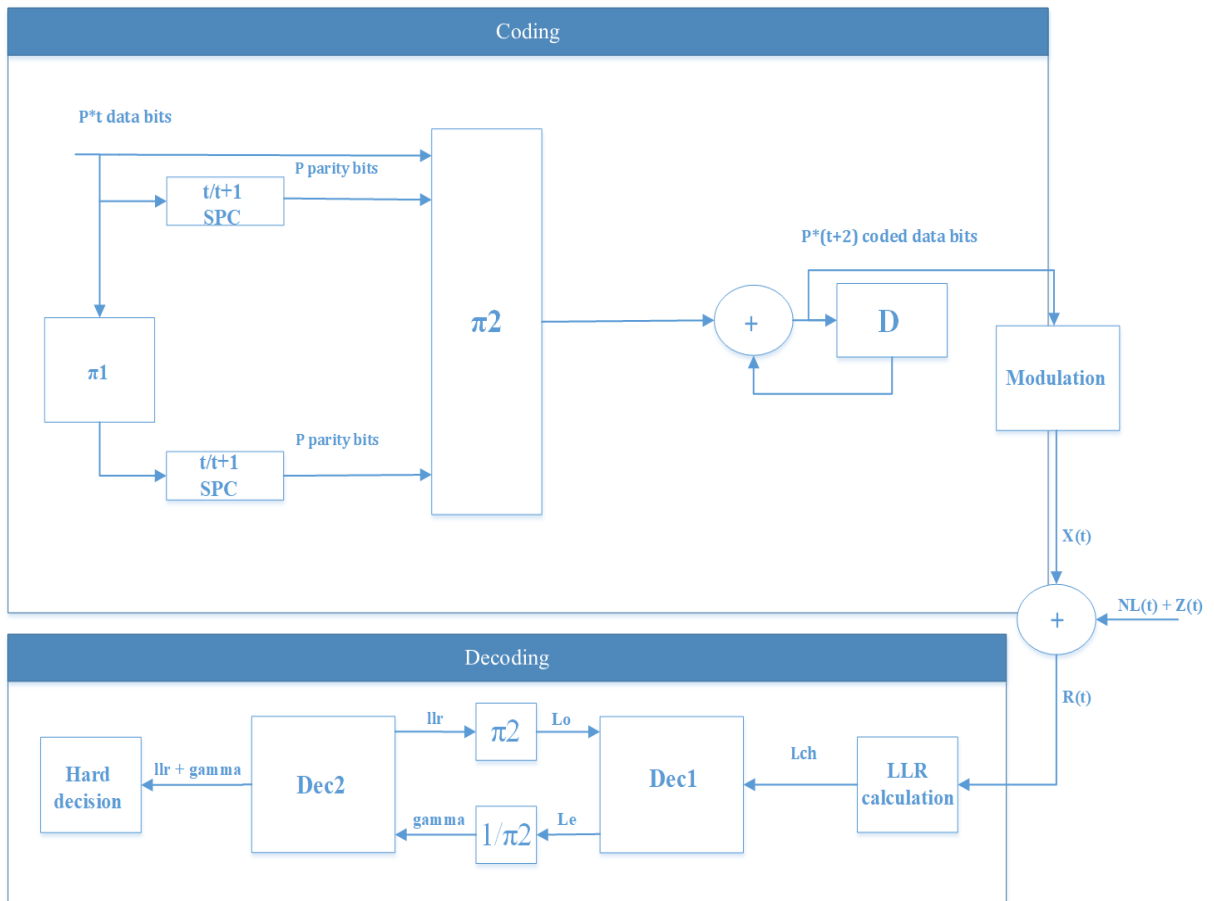 Coding
P*t data bits
P parity bits
t/t+1
SPC
P*(t+2) coded data bits
π2
+
D
π1
Modulation
P parity bits
t/t+1
SPC
X(t)
NL(t) + Z(t)
+
Decoding
R(t)
llr
π2
Lo
Hard
decision
llr + gamma
Dec2
Dec1
Lch
LLR
calculation
gamma
1/π2
Le